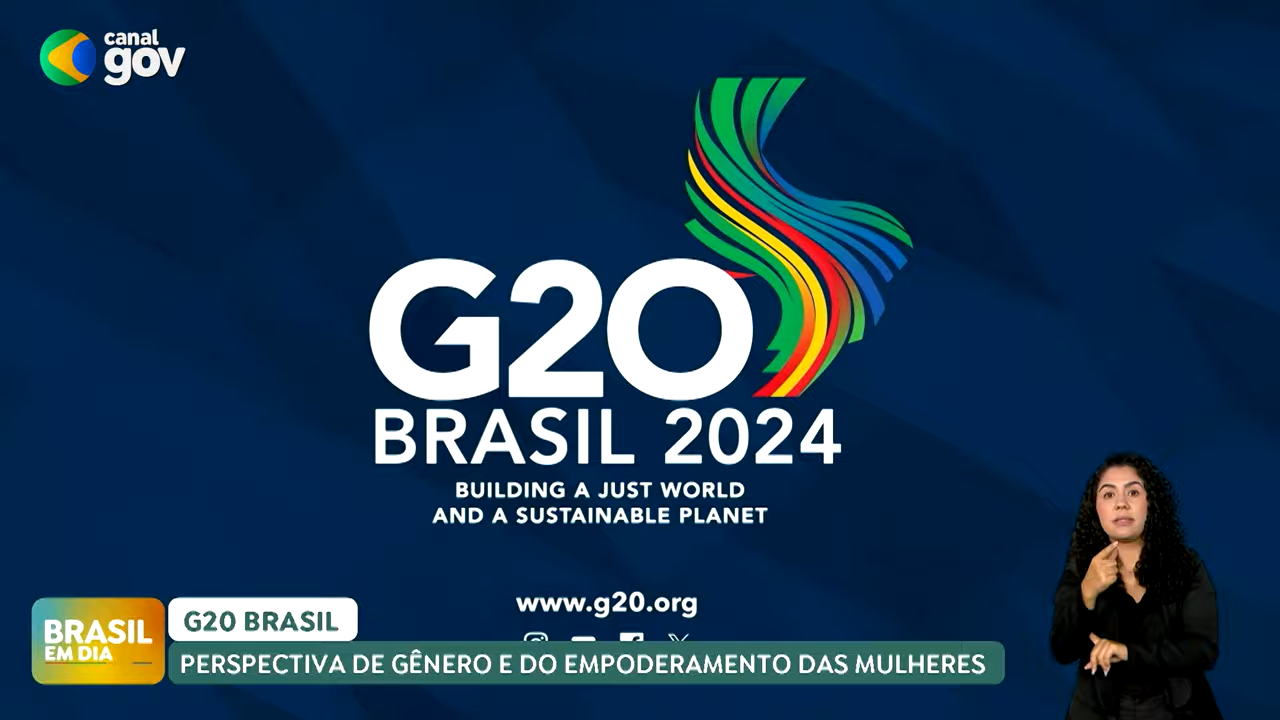 canal
gov
G20
BRASIL 2024
BUILDING A JUST WORLD
AND A SUSTAINABLE PLANET
www.g20.org
BRASIL
EM DIA
G20 BRASIL
PERSPECTIVA DE GÊNERO E DO EMPODERAMENTO DAS MULHERES